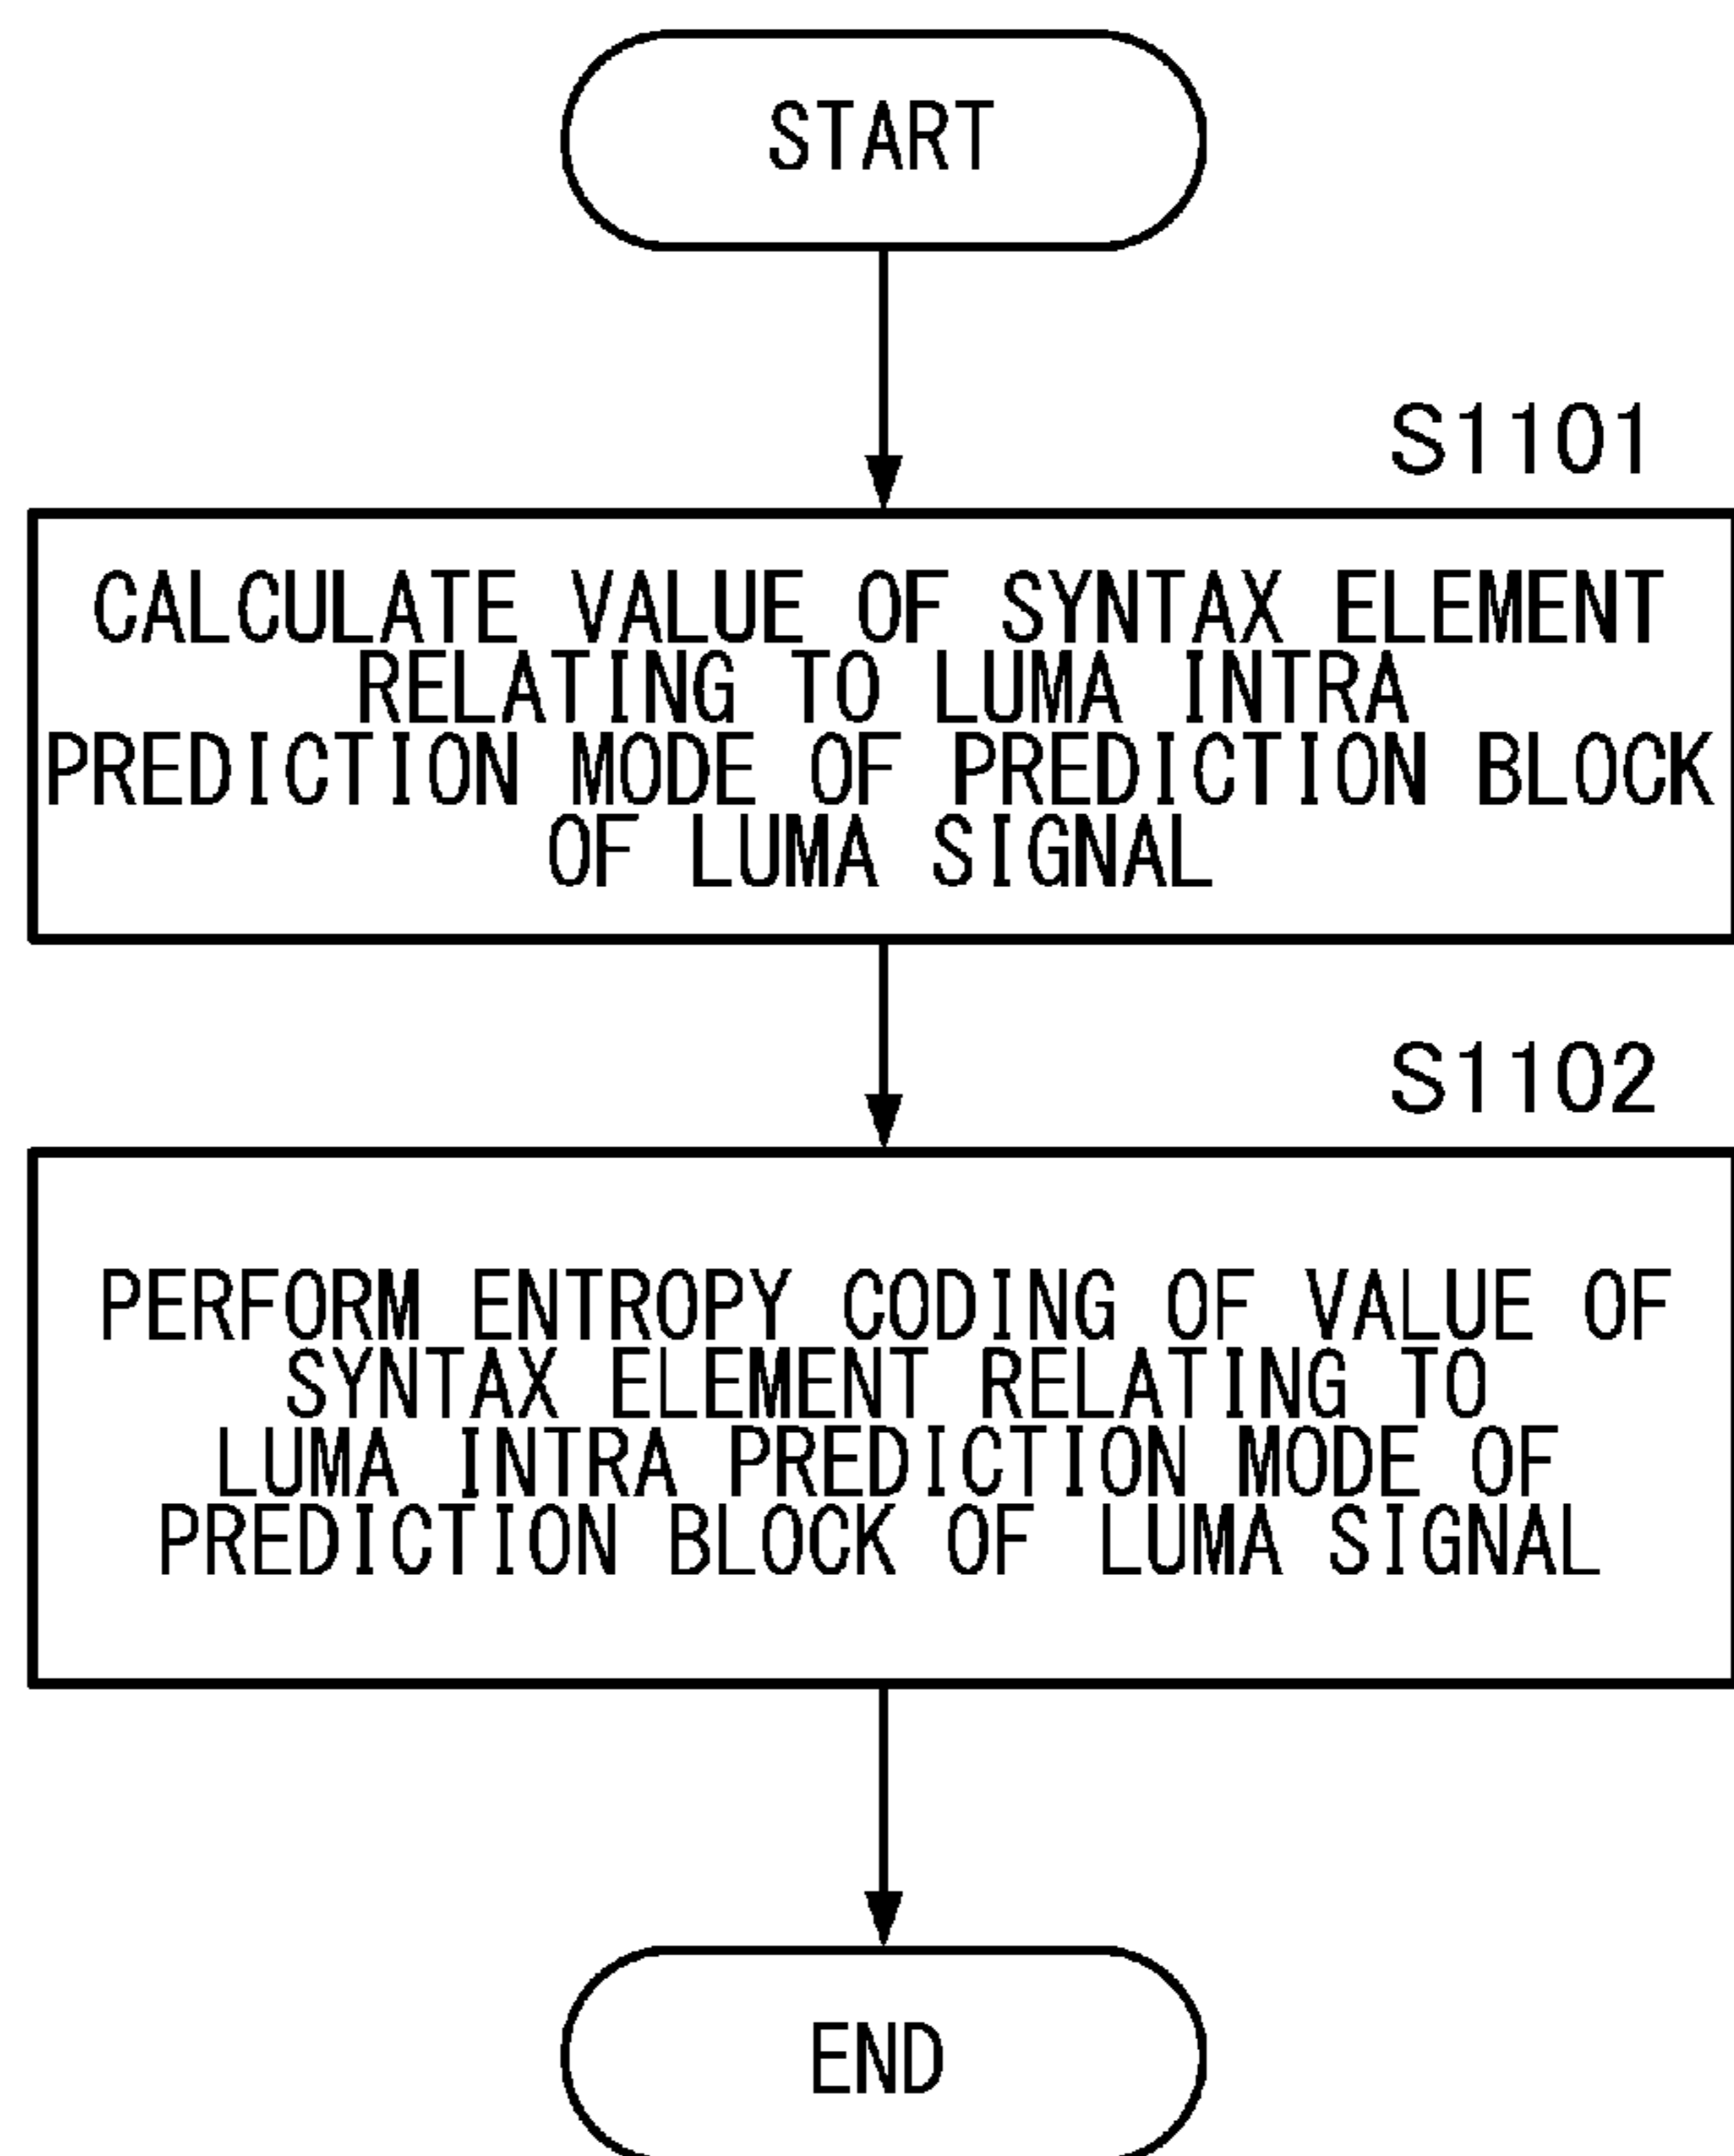 START
S1101
CALCULATE VALUE OF SYNTAX ELEMENT
RELATING TO LUMA INTRA
PREDICTION MODE OF PREDICTION BLOCK
OF LUMA SIGNAL
S1102
PERFORM ENTROPY CODING OF VALUE OF
SYNTAX ELEMENT RELATING TO
LUMA INTRA PREDICTION MODE OF
PREDICTION BLOCK OF LUMA SIGNAL
END